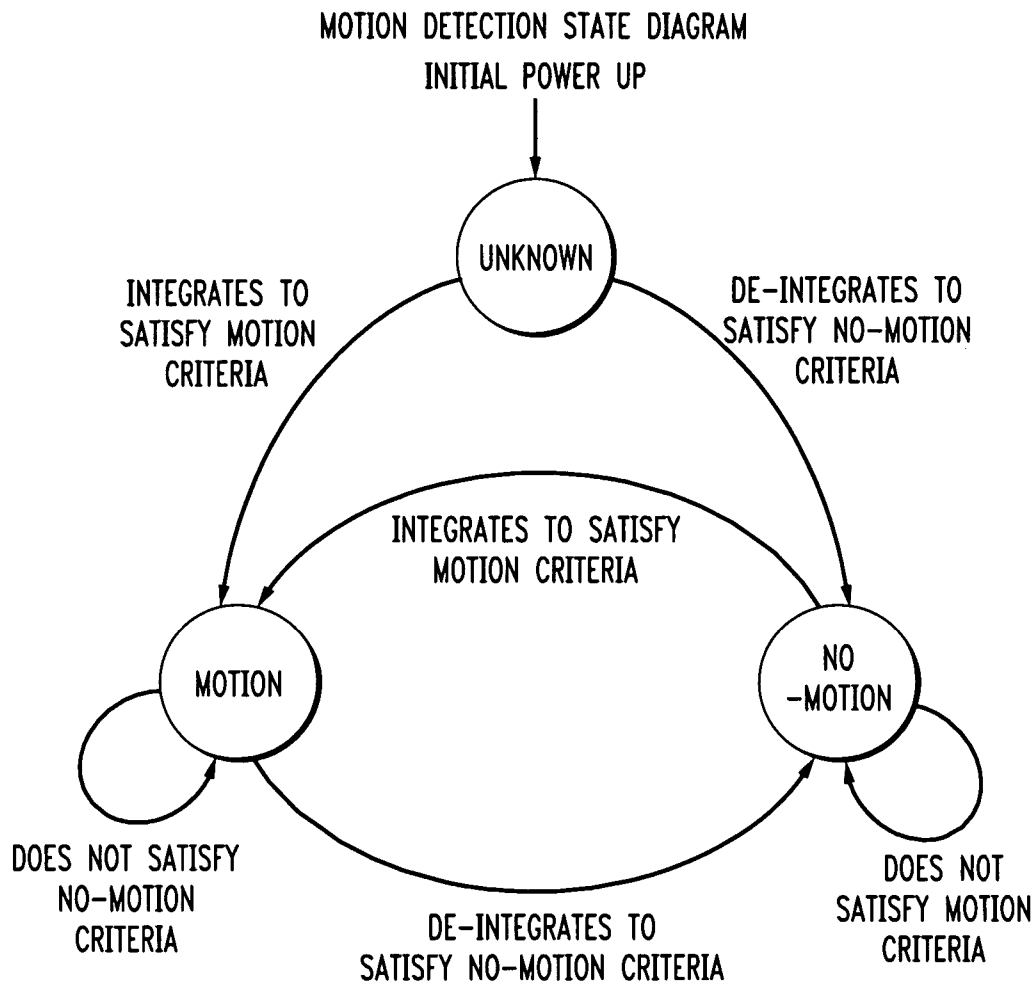 MOTION DETECTION STATE DIAGRAM
INITIAL POWER UP
UNKNOWN
INTEGRATES TO
SATISFY MOTION
CRITERIA
DE-INTEGRATES TO
SATISFY NO-MOTION
CRITERIA
INTEGRATES TO SATISFY
MOTION CRITERIA
MOTION
NO
-MOTION
DOES NOT SATISFY
NO-MOTION
CRITERIA
DE-INTEGRATES TO
SATISFY NO-MOTION CRITERIA
DOES NOT
SATISFY MOTION
CRITERIA